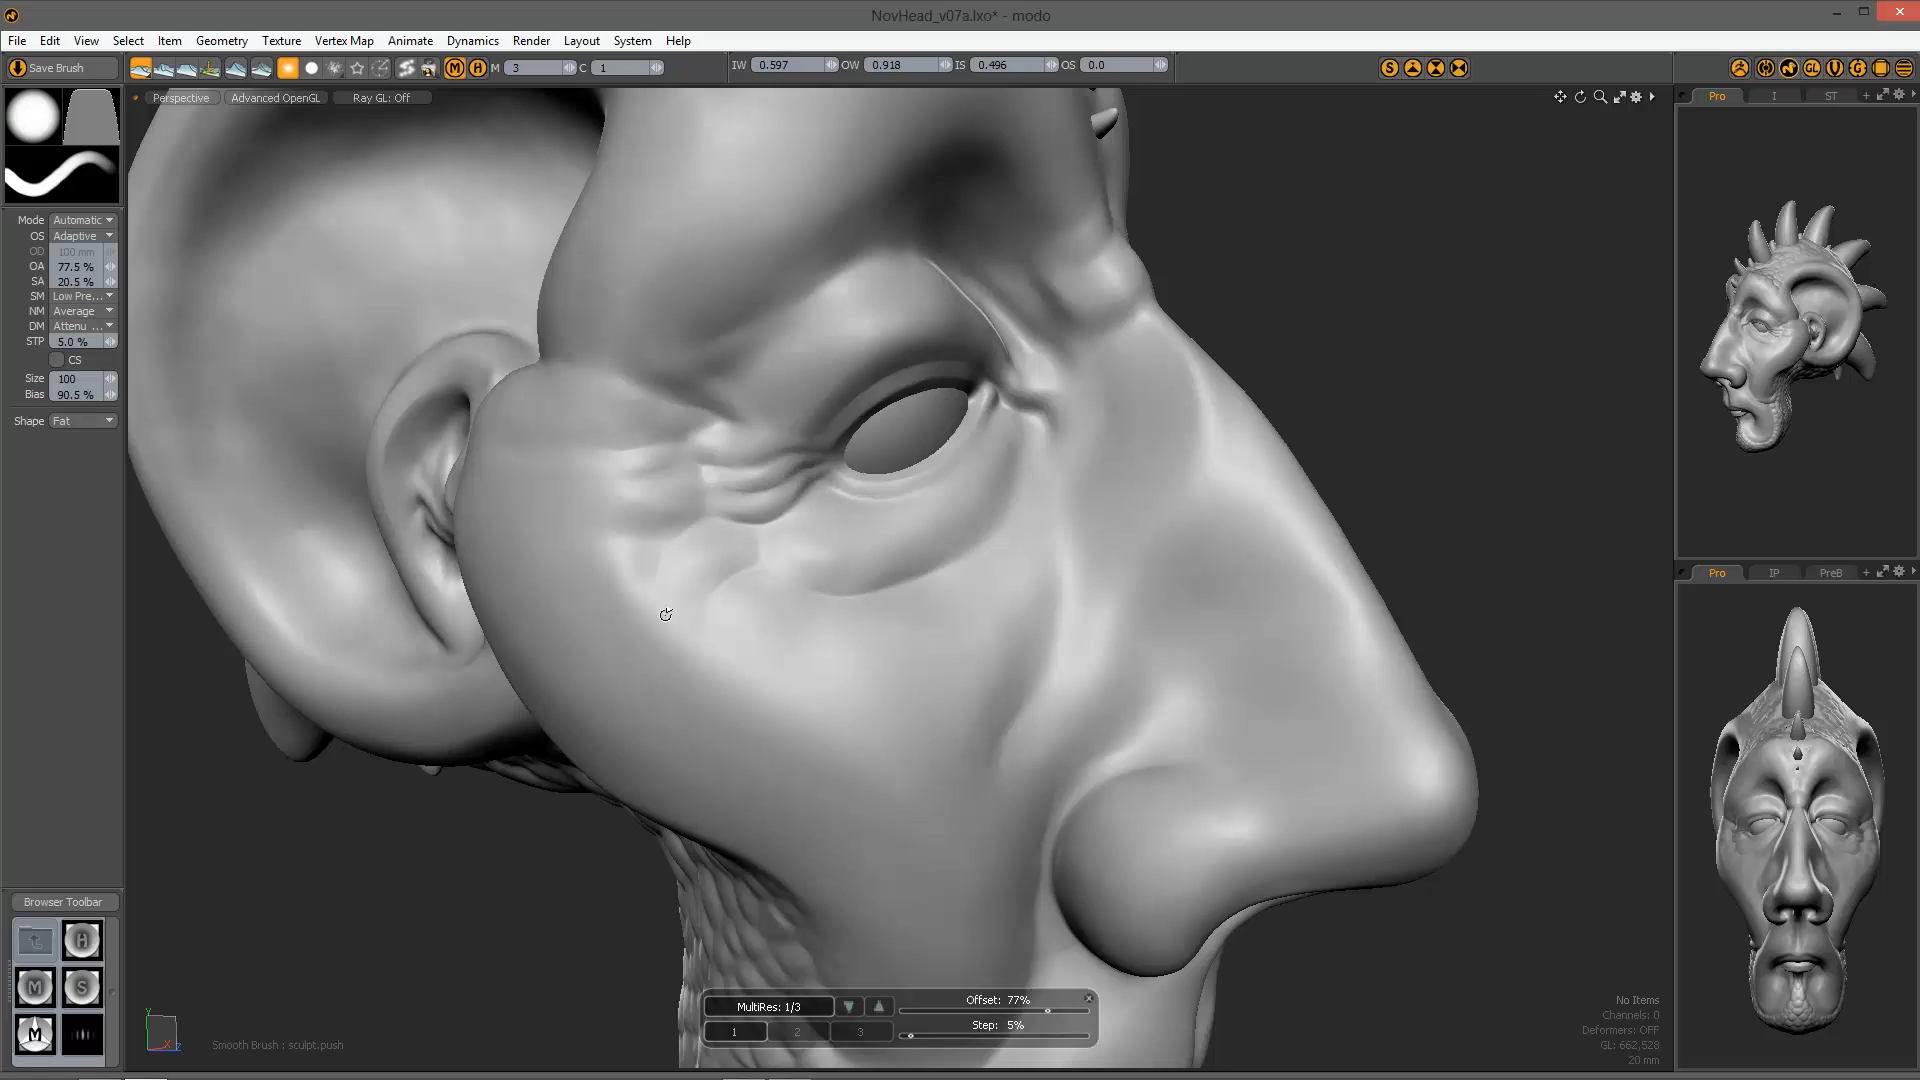 NovHead_v07a.lxo* - modo
File Edit View Select Item Geometry Texture Vertex Map Animate Dynamics Render Layout System Help
Save Brush M H M 3 C 1 IW 0.597 OW 0.918 IS 0.496 OS 0.0 S GL
Perspective Advanced OpenGL Ray GL: Off
Pro I ST +
Mode Automatic
OS Adaptive
OD 100 mm
OA 77.5 %
SA 20.5 %
SM Low Pre...
NM Average
DM Attenu ...
STP 5.0 %
CS
Size 100
Bias 90.5 %
Shape Fat
Pro IP PreB +
Browser Toolbar
H
M S
M
MultiRes: 1/3 Offset: 77%
1 2 3 Step: 5%
Smooth Brush : sculpt.push
Y X Z
No Items
Channels: 0
Deformers: OFF
GL: 662,528
20 mm